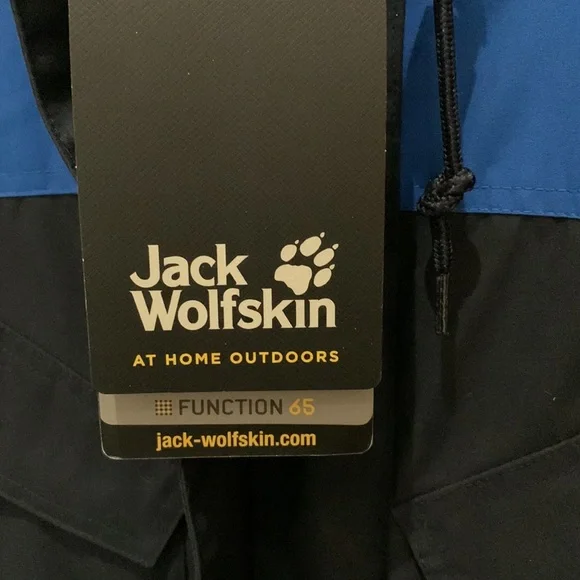 Jack
Wolfskin
AT HOME OUTDOORS
FUNCTION 65
jack-wolfskin.com